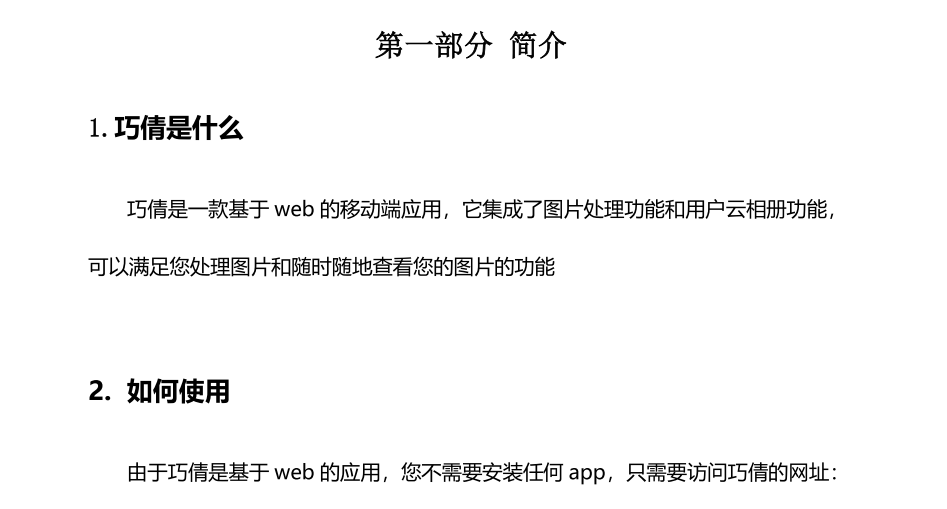 第一部分 简介
1. 巧倩是什么
巧倩是一款基于 web 的移动端应用，它集成了图片处理功能和用户云相册功能，
可以满足您处理图片和随时随地查看您的图片的功能
2. 如何使用
由于巧倩是基于 web 的应用，您不需要安装任何 app，只需要访问巧倩的网址：